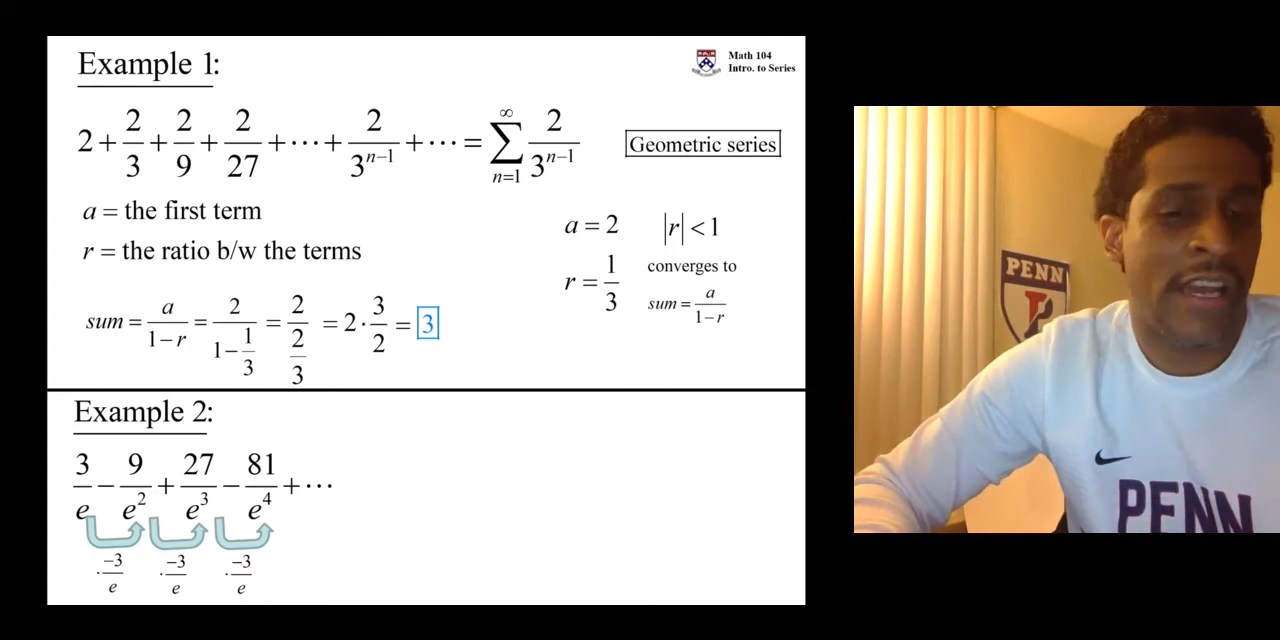 Example 1:
Math 104
Intro. to Series
2 + 2/3 + 2/9 + 2/27 + ⋯ + 2/3^(n−1) + ⋯ = ∑_(n=1)^∞ 2/3^(n−1)
Geometric series
a = the first term
r = the ratio b/w the terms
a = 2
r = 1/3
|r| < 1
converges to
sum = a/(1−r)
sum = a/(1−r) = 2/(1−1/3) = 2/(2/3) = 2 · 3/2 = 3
Example 2:
3/e − 9/e² + 27/e³ − 81/e⁴ + ⋯
· −3/e · −3/e · −3/e
PENN
PENN